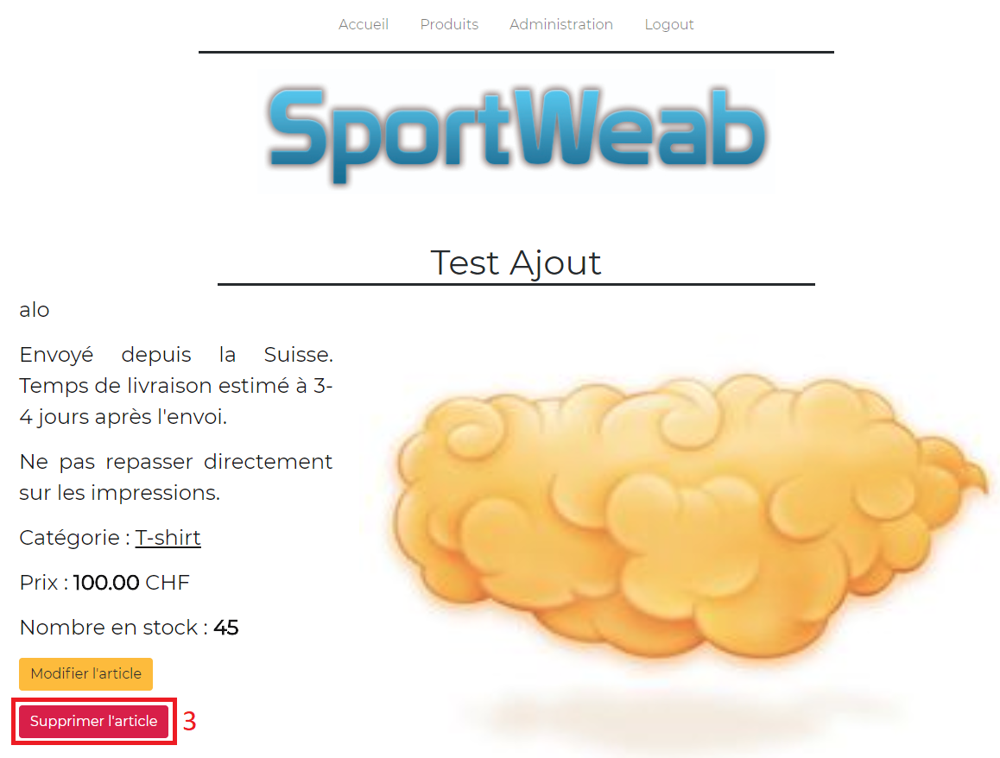 Accueil Produits Administration Logout
SportWeab
Test Ajout
alo
Envoyé depuis la Suisse.
Temps de livraison estimé à 3-
4 jours après l'envoi.
Ne pas repasser directement
sur les impressions.
Catégorie : T-shirt
Prix : 100.00 CHF
Nombre en stock : 45
Modifier l'article
Supprimer l'article 3